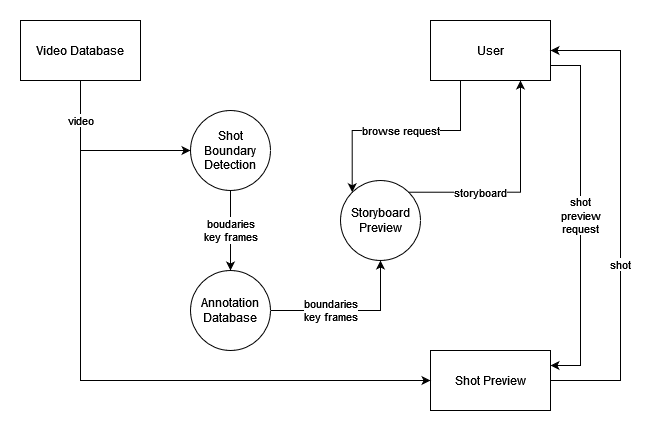 Video Database
User
video
browse request
Shot
Boundary
Detection
storyboard
shot
preview
request
Storyboard
Preview
boudaries
key frames
shot
Annotation
Database
boundaries
key frames
Shot Preview